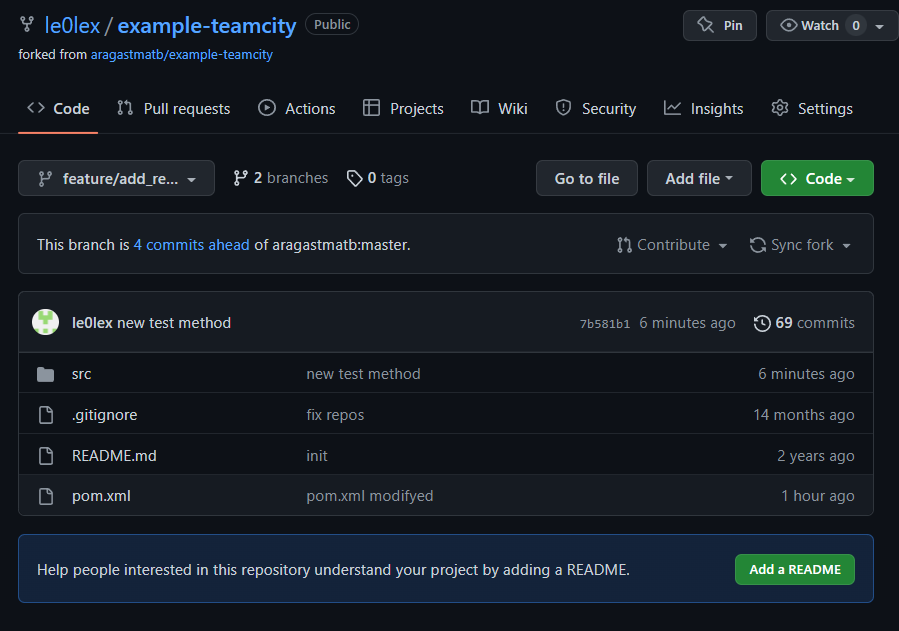 le0lex / example-teamcity Public Pin Watch 0
forked from aragastmatb/example-teamcity
Code Pull requests Actions Projects Wiki Security Insights Settings
feature/add_re... 2 branches 0 tags Go to file Add file Code
This branch is 4 commits ahead of aragastmatb:master. Contribute Sync fork
le0lex new test method 7b581b1 6 minutes ago 69 commits
src new test method 6 minutes ago
.gitignore fix repos 14 months ago
README.md init 2 years ago
pom.xml pom.xml modifyed 1 hour ago
Help people interested in this repository understand your project by adding a README. Add a README